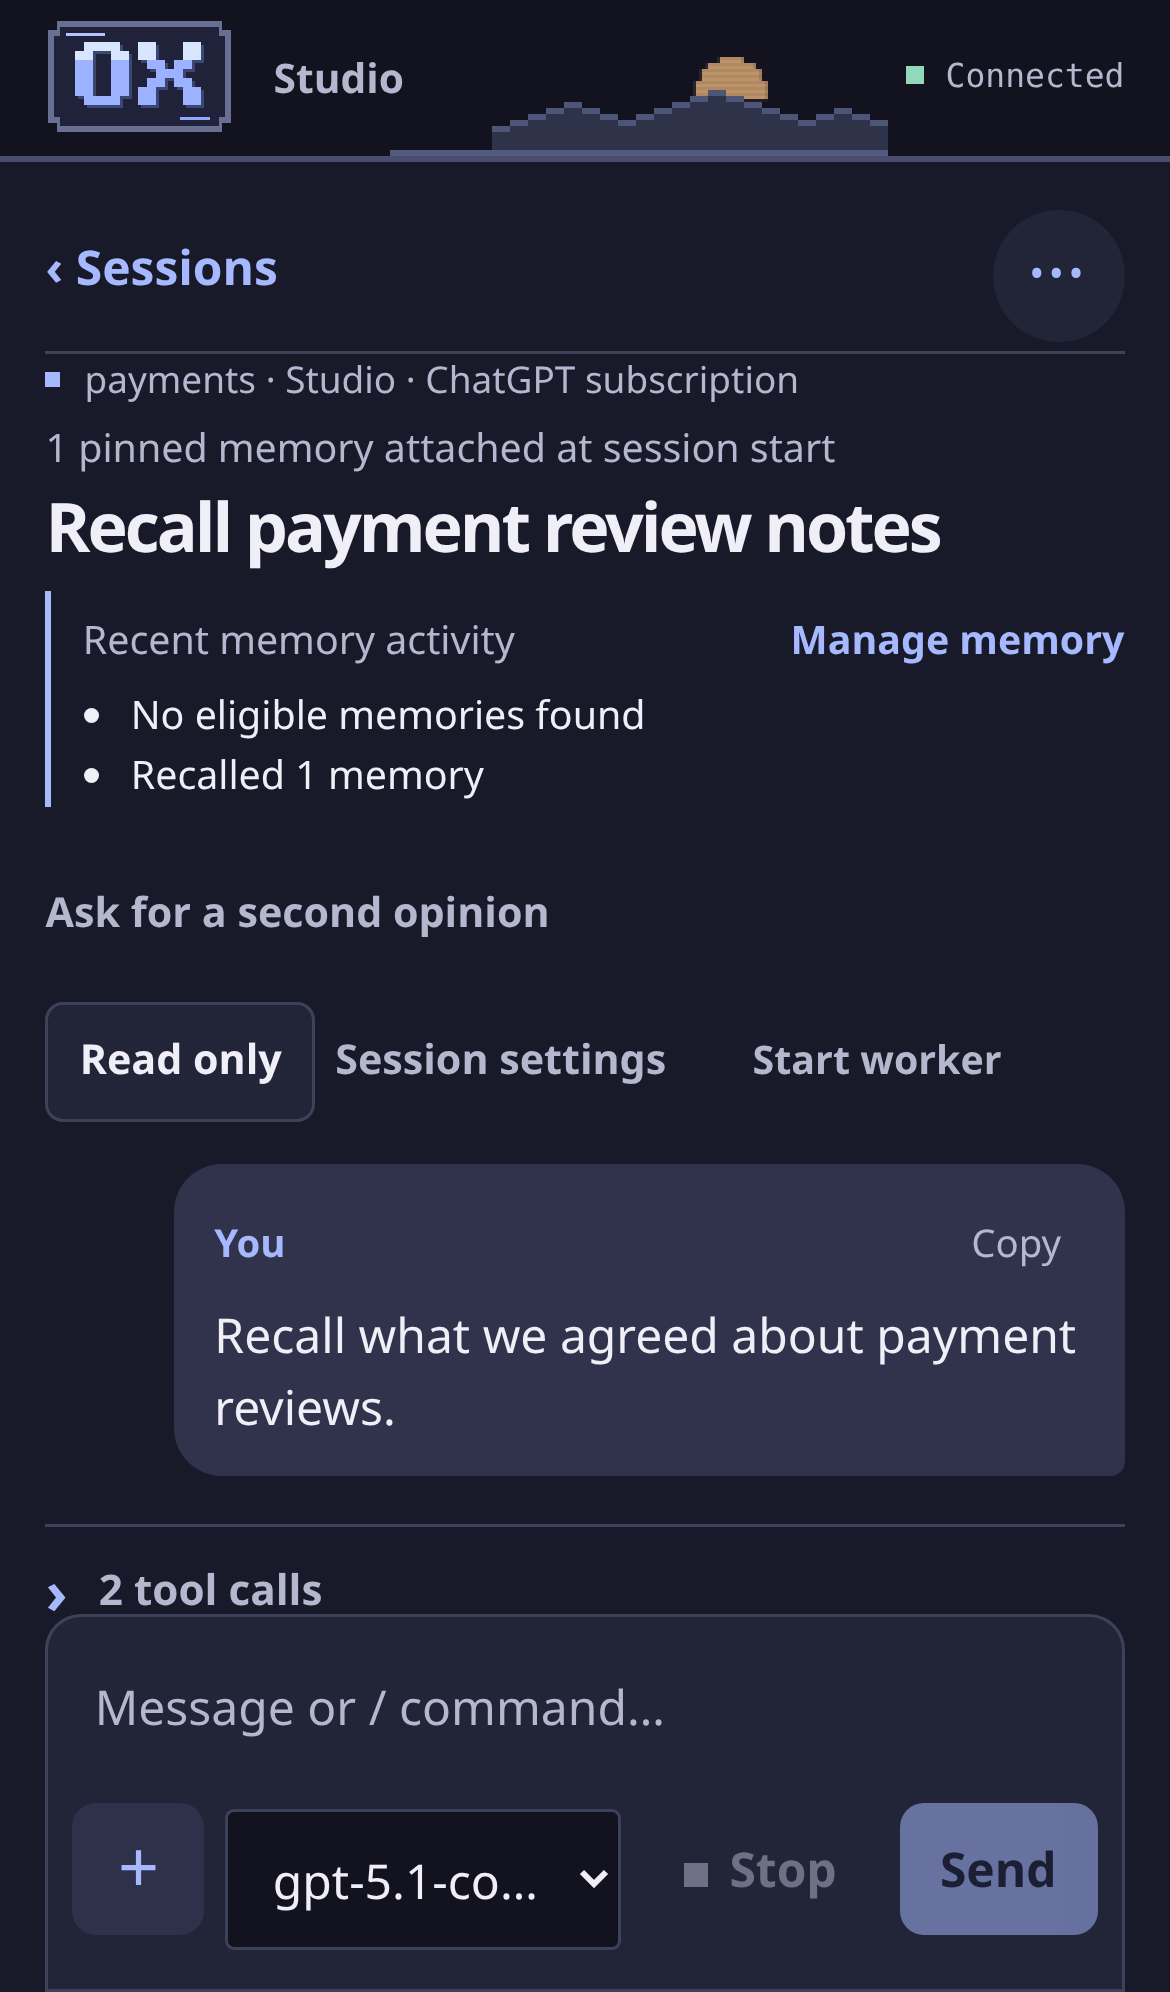 OX
Studio
Connected
‹ Sessions
payments · Studio · ChatGPT subscription
1 pinned memory attached at session start
Recall payment review notes
Recent memory activity
Manage memory
No eligible memories found
Recalled 1 memory
Ask for a second opinion
Read only
Session settings
Start worker
You
Copy
Recall what we agreed about payment
reviews.
› 2 tool calls
Message or / command…
+
gpt-5.1-co…
Stop
Send